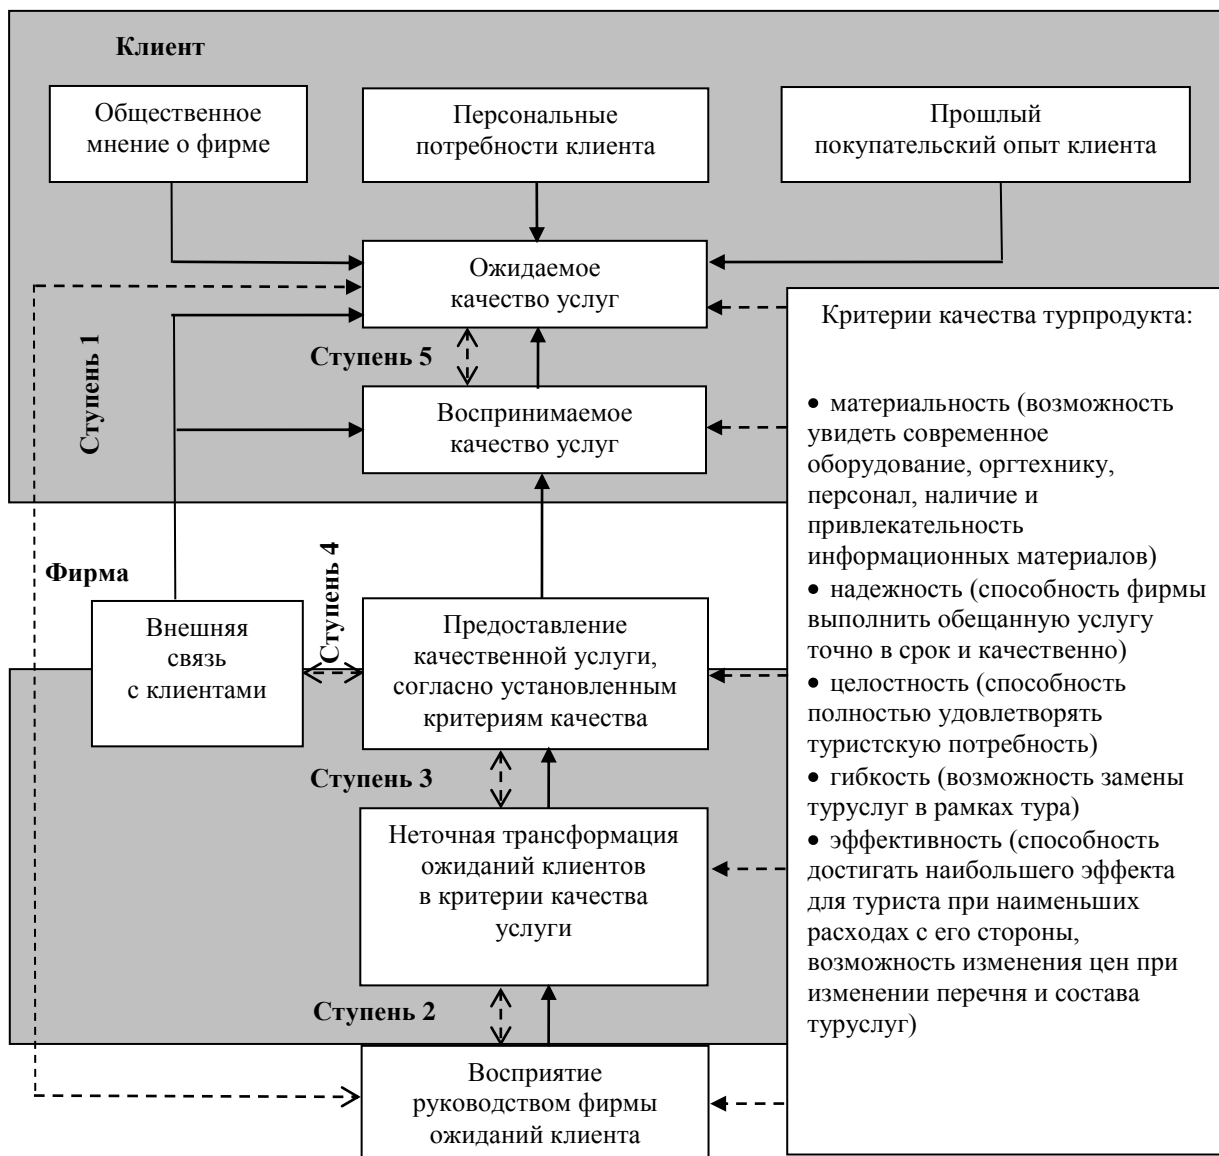 Клиент
Общественное
мнение о фирме
Персональные
потребности клиента
Прошлый
покупательский опыт клиента
Ожидаемое
качество услуг
Ступень 1
Ступень 5
Воспринимаемое
качество услуг
Критерии качества турпродукта:
• материальность (возможность
увидеть современное
оборудование, оргтехнику,
персонал, наличие и
привлекательность
информационных материалов)
• надежность (способность фирмы
выполнить обещанную услугу
точно в срок и качественно)
• целостность (способность
полностью удовлетворять
туристскую потребность)
• гибкость (возможность замены
туруслуг в рамках тура)
• эффективность (способность
достигать наибольшего эффекта
для туриста при наименьших
расходах с его стороны,
возможность изменения цен при
изменении перечня и состава
туруслуг)
Фирма
Ступень 4
Внешняя
связь
с клиентами
Предоставление
качественной услуги,
согласно установленным
критериям качества
Ступень 3
Неточная трансформация
ожиданий клиентов
в критерии качества
услуги
Ступень 2
Восприятие
руководством фирмы
ожиданий клиента